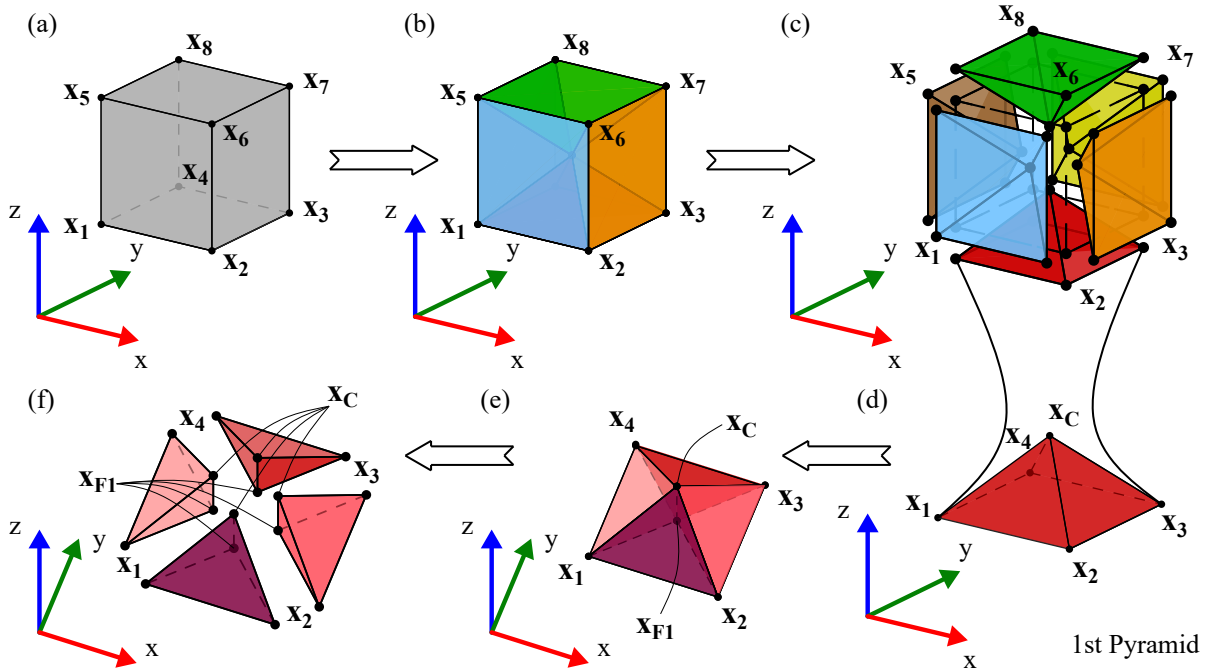 (a)
x8
x7
x5
x6
x4
x3
x1
x2
z
y
x
(b)
x8
x7
x5
x6
x3
x1
x2
z
y
x
(c)
x8
x7
x6
x5
x3
x1
x2
z
y
x
(d)
xC
x4
x1
x3
x2
z
y
x
1st Pyramid
(e)
xC
x4
x3
x1
x2
xF1
z
y
x
(f)
xC
x4
x3
xF1
x1
x2
z
y
x